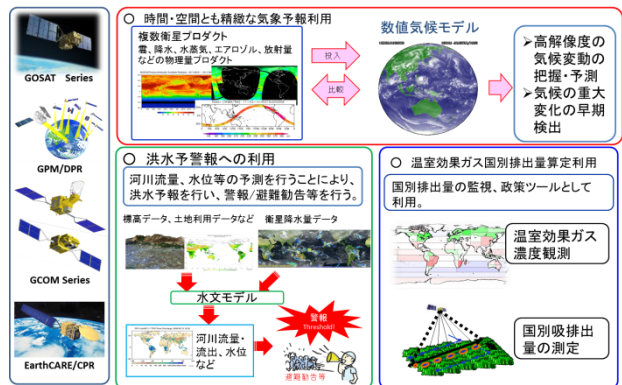 GOSAT Series
GPM/DPR
GCOM Series
EarthCARE/CPR
〇 時間・空間とも精緻な気象予報利用
複数衛星プロダクト
雲、降水、水蒸気、エアロゾル、放射量
などの物理量プロダクト
投入
比較
数値気候モデル
➢高解像度の
気候変動の
把握・予測
➢気候の重大
変化の早期
検出
〇 洪水予警報への利用
河川流量、水位等の予測を行うことにより、
洪水予報を行い、警報/避難勧告等を行う。
標高データ、土地利用データなど
衛星降水量データ
水文モデル
河川流量・
流出、水位
など
警報
Threshold!
避難勧告等
〇 温室効果ガス国別排出量算定利用
国別排出量の監視、政策ツールとして
利用。
温室効果ガス
濃度観測
国別吸排出
量の測定